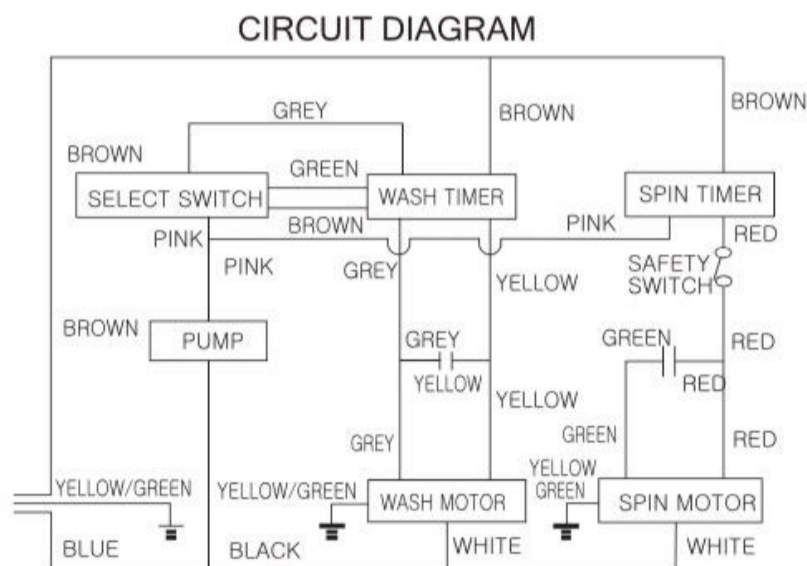 CIRCUIT DIAGRAM
BROWN
GREY
BROWN
BROWN
GREEN
SELECT SWITCH
WASH TIMER
SPIN TIMER
PINK
BROWN
PINK
RED
PINK
GREY
YELLOW
SAFETY
SWITCH
BROWN
PUMP
GREY
YELLOW
GREEN
RED
RED
YELLOW
GREY
GREEN
RED
YELLOW/GREEN
YELLOW/GREEN
WASH MOTOR
YELLOW
GREEN
SPIN MOTOR
BLUE
BLACK
WHITE
WHITE